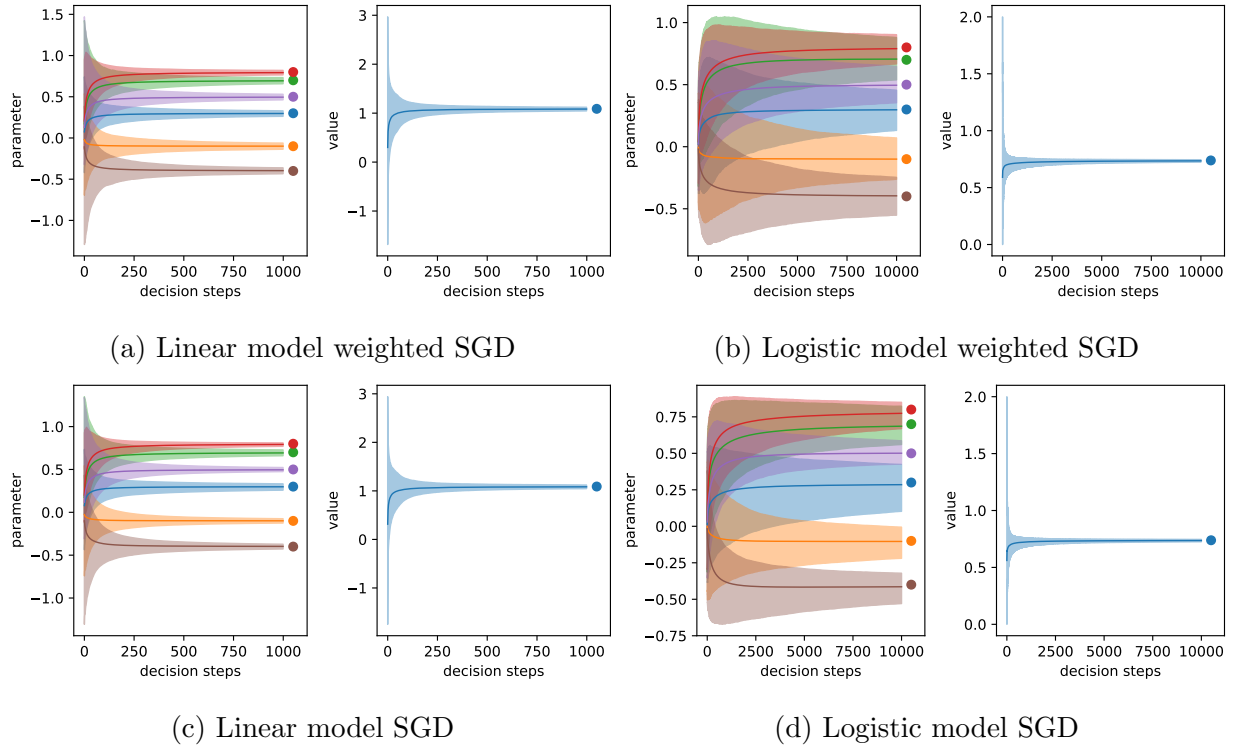 1.5
1.0
0.5
0.0
−0.5
−1.0
parameter
0 250 500 750 1000
decision steps
3
2
1
0
−1
value
0 250 500 750 1000
decision steps
(a) Linear model weighted SGD
1.0
0.5
0.0
−0.5
parameter
0 2500 5000 7500 10000
decision steps
2.0
1.5
1.0
0.5
0.0
value
0 2500 5000 7500 10000
decision steps
(b) Logistic model weighted SGD
1.0
0.5
0.0
−0.5
−1.0
parameter
0 250 500 750 1000
decision steps
3
2
1
0
−1
value
0 250 500 750 1000
decision steps
(c) Linear model SGD
0.75
0.50
0.25
0.00
−0.25
−0.50
−0.75
parameter
0 2500 5000 7500 10000
decision steps
2.0
1.5
1.0
0.5
0.0
value
0 2500 5000 7500 10000
decision steps
(d) Logistic model SGD